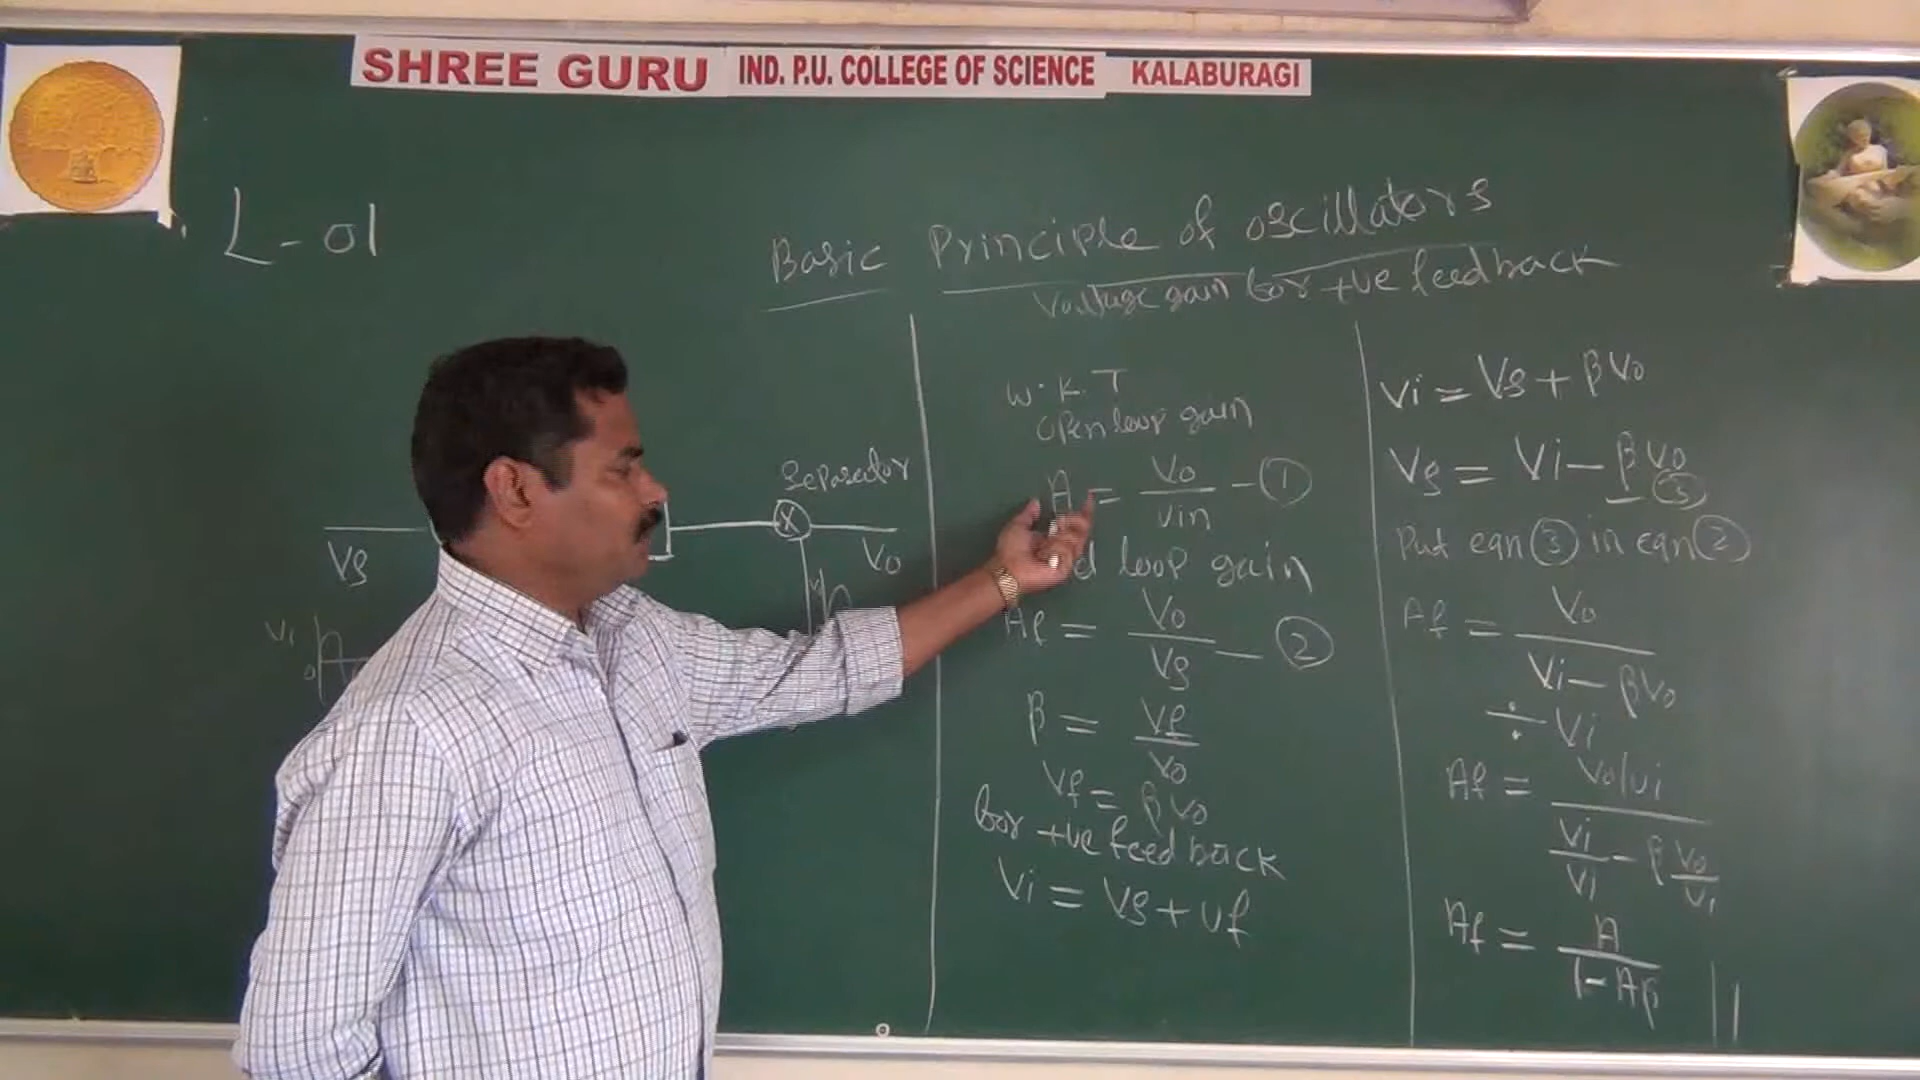 SHREE GURU IND. P.U. COLLEGE OF SCIENCE KALABURAGI
L-01
Basic Principle of oscillators
Voltage gain for +ve feedback
Separator
Vs
Vo
W.K.T
Open loop gain
A = Vo/Vin - ①
d loop gain
Af = Vo/Vs - ②
β = Vf/Vo
Vf = βVo
for +ve feedback
Vi = Vs + Vf
Vi = Vs + βVo
Vs = Vi - βVo ③
Put eqn ③ in eqn ②
Af = Vo/Vi - βVo
÷ Vi
Af = Vo/Vi
Vi/Vi - β Vo/Vi
Af = A/1-Aβ